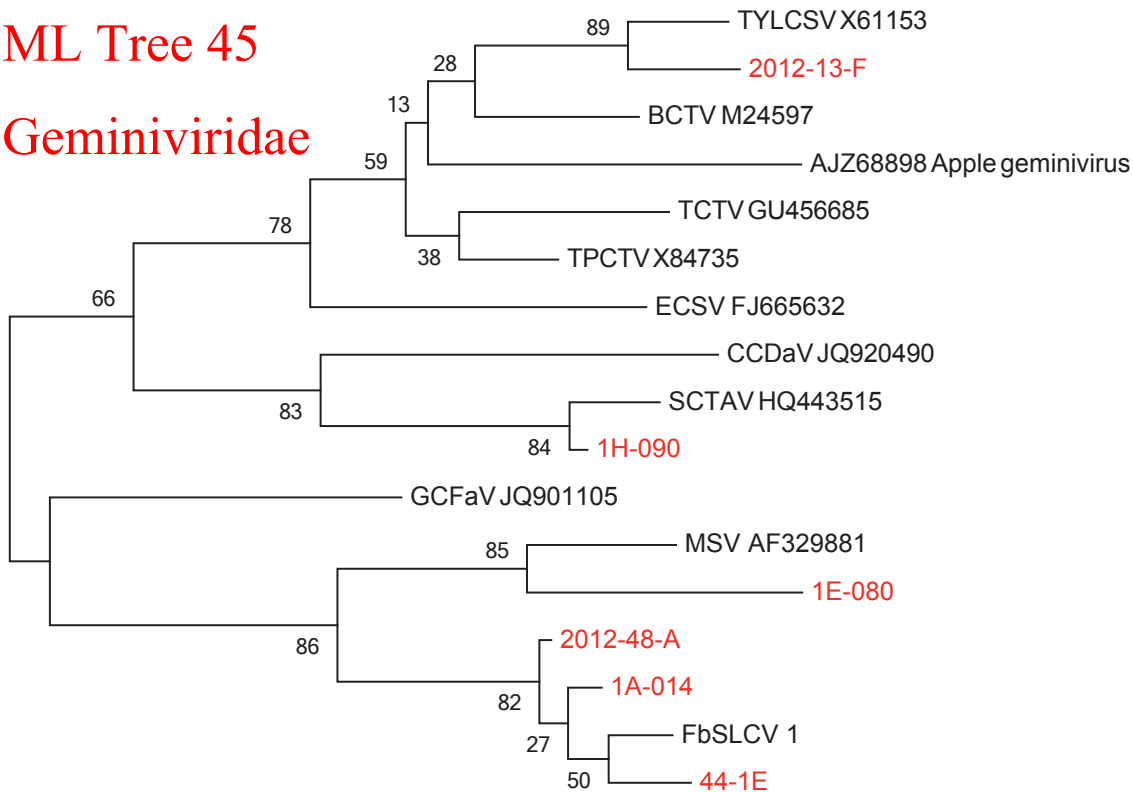 ML Tree 45
Geminiviridae
89
TYLCSV X61153
2012-13-F
28
BCTV M24597
13
AJZ68898 Apple geminivirus
59
TCTV GU456685
78
38
TPCTV X84735
66
ECSV FJ665632
CCDaV JQ920490
83
SCTAV HQ443515
84
1H-090
GCFaV JQ901105
85
MSV AF329881
1E-080
86
2012-48-A
82
1A-014
27
FbSLCV 1
50
44-1E